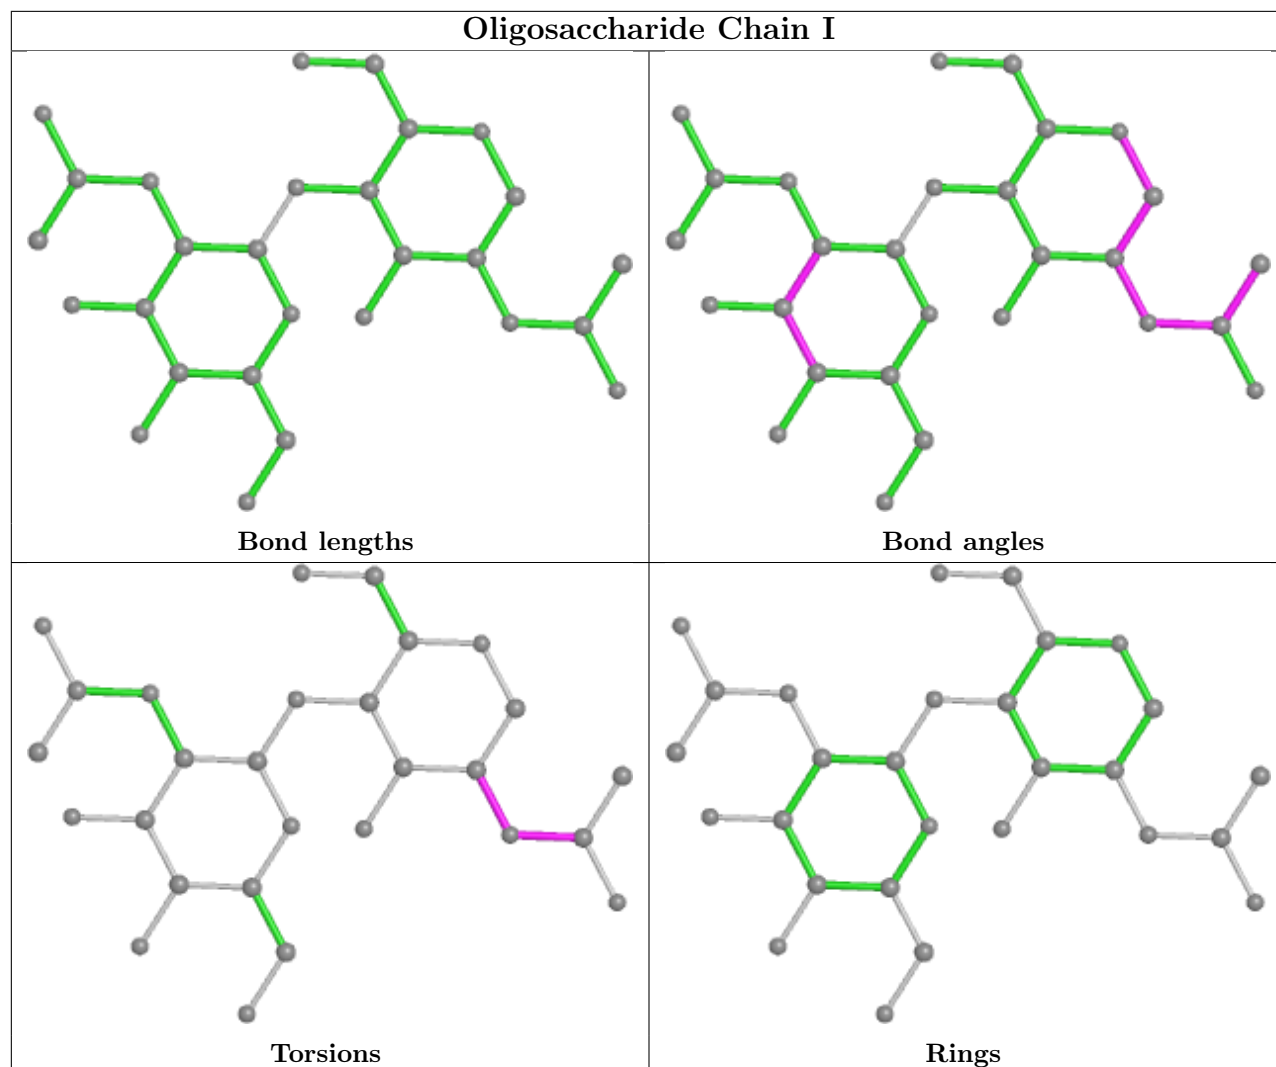 Oligosaccharide Chain I
Bond lengths
Bond angles
Torsions
Rings